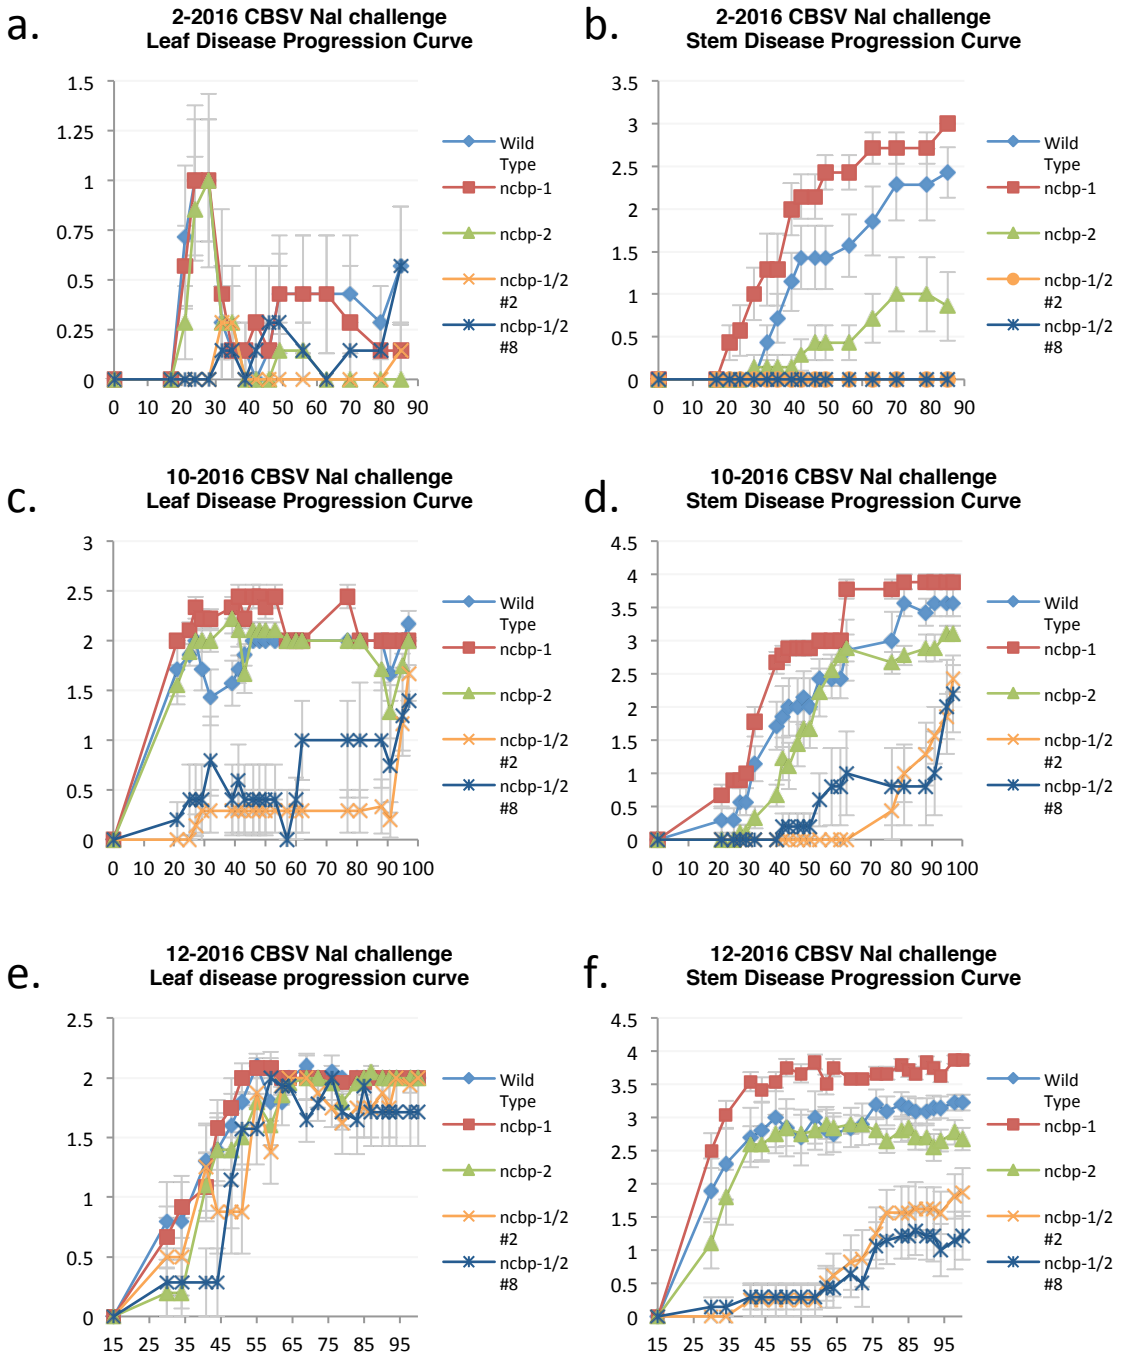 a.
2-2016 CBSV Nal challenge
Leaf Disease Progression Curve
1.5
1.25
1
0.75
0.5
0.25
0
0 10 20 30 40 50 60 70 80 90
Wild
Type
ncbp-1
ncbp-2
ncbp-1/2
#2
ncbp-1/2
#8
b.
2-2016 CBSV Nal challenge
Stem Disease Progression Curve
3.5
3
2.5
2
1.5
1
0.5
0
0 10 20 30 40 50 60 70 80 90
Wild
Type
ncbp-1
ncbp-2
ncbp-1/2
#2
ncbp-1/2
#8
c.
10-2016 CBSV Nal challenge
Leaf Disease Progression Curve
3
2.5
2
1.5
1
0.5
0
0 10 20 30 40 50 60 70 80 90 100
Wild
Type
ncbp-1
ncbp-2
ncbp-1/2
#2
ncbp-1/2
#8
d.
10-2016 CBSV Nal challenge
Stem Disease Progression Curve
4.5
4
3.5
3
2.5
2
1.5
1
0.5
0
0 10 20 30 40 50 60 70 80 90 100
Wild
Type
ncbp-1
ncbp-2
ncbp-1/2
#2
ncbp-1/2
#8
e.
12-2016 CBSV Nal challenge
Leaf disease progression curve
2.5
2
1.5
1
0.5
0
15 25 35 45 55 65 75 85 95
Wild
Type
ncbp-1
ncbp-2
ncbp-1/2
#2
ncbp-1/2
#8
f.
12-2016 CBSV Nal challenge
Stem Disease Progression Curve
4.5
4
3.5
3
2.5
2
1.5
1
0.5
0
15 25 35 45 55 65 75 85 95
Wild
Type
ncbp-1
ncbp-2
ncbp-1/2
#2
ncbp-1/2
#8